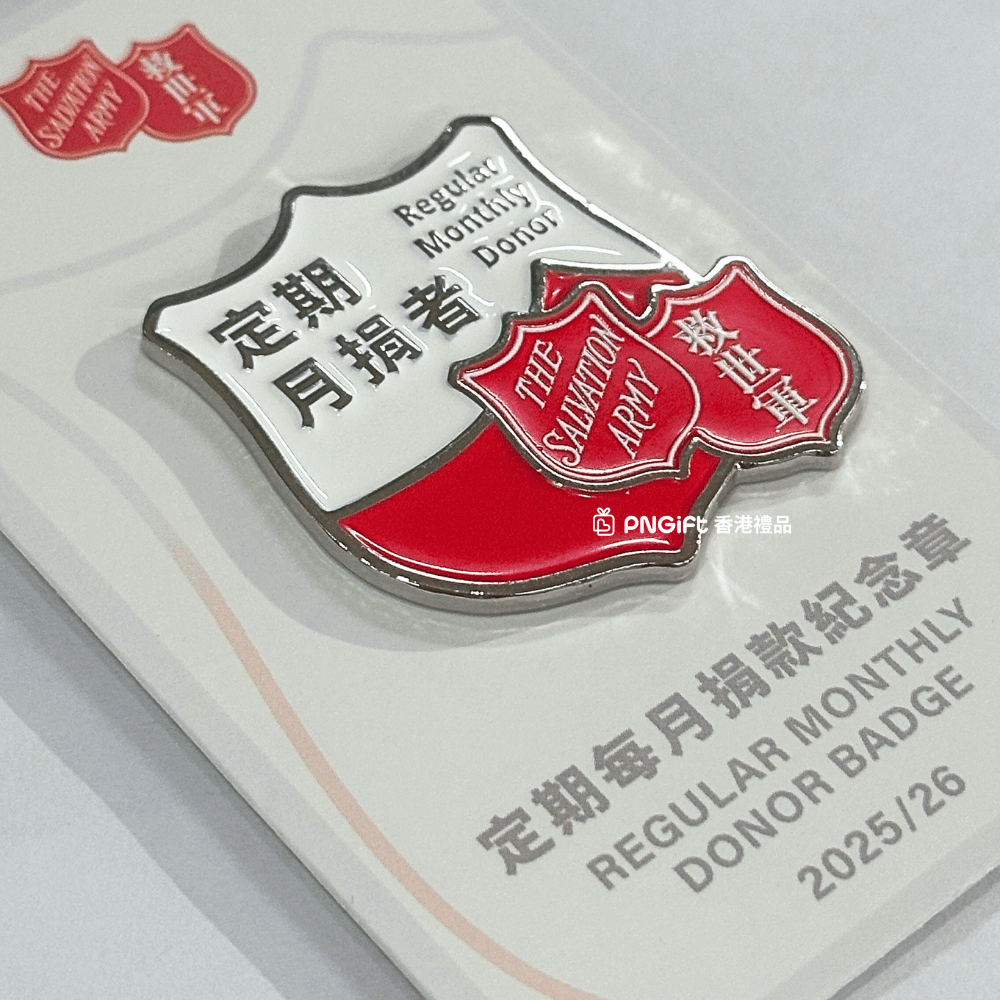 THE
SALVATION
ARMY
救世軍
Regular
Monthly
Donor
定期
月捐者
THE
SALVATION
ARMY
救世軍
PNGift 香港禮品
定期每月捐款紀念章
REGULAR MONTHLY
DONOR BADGE
2025/26